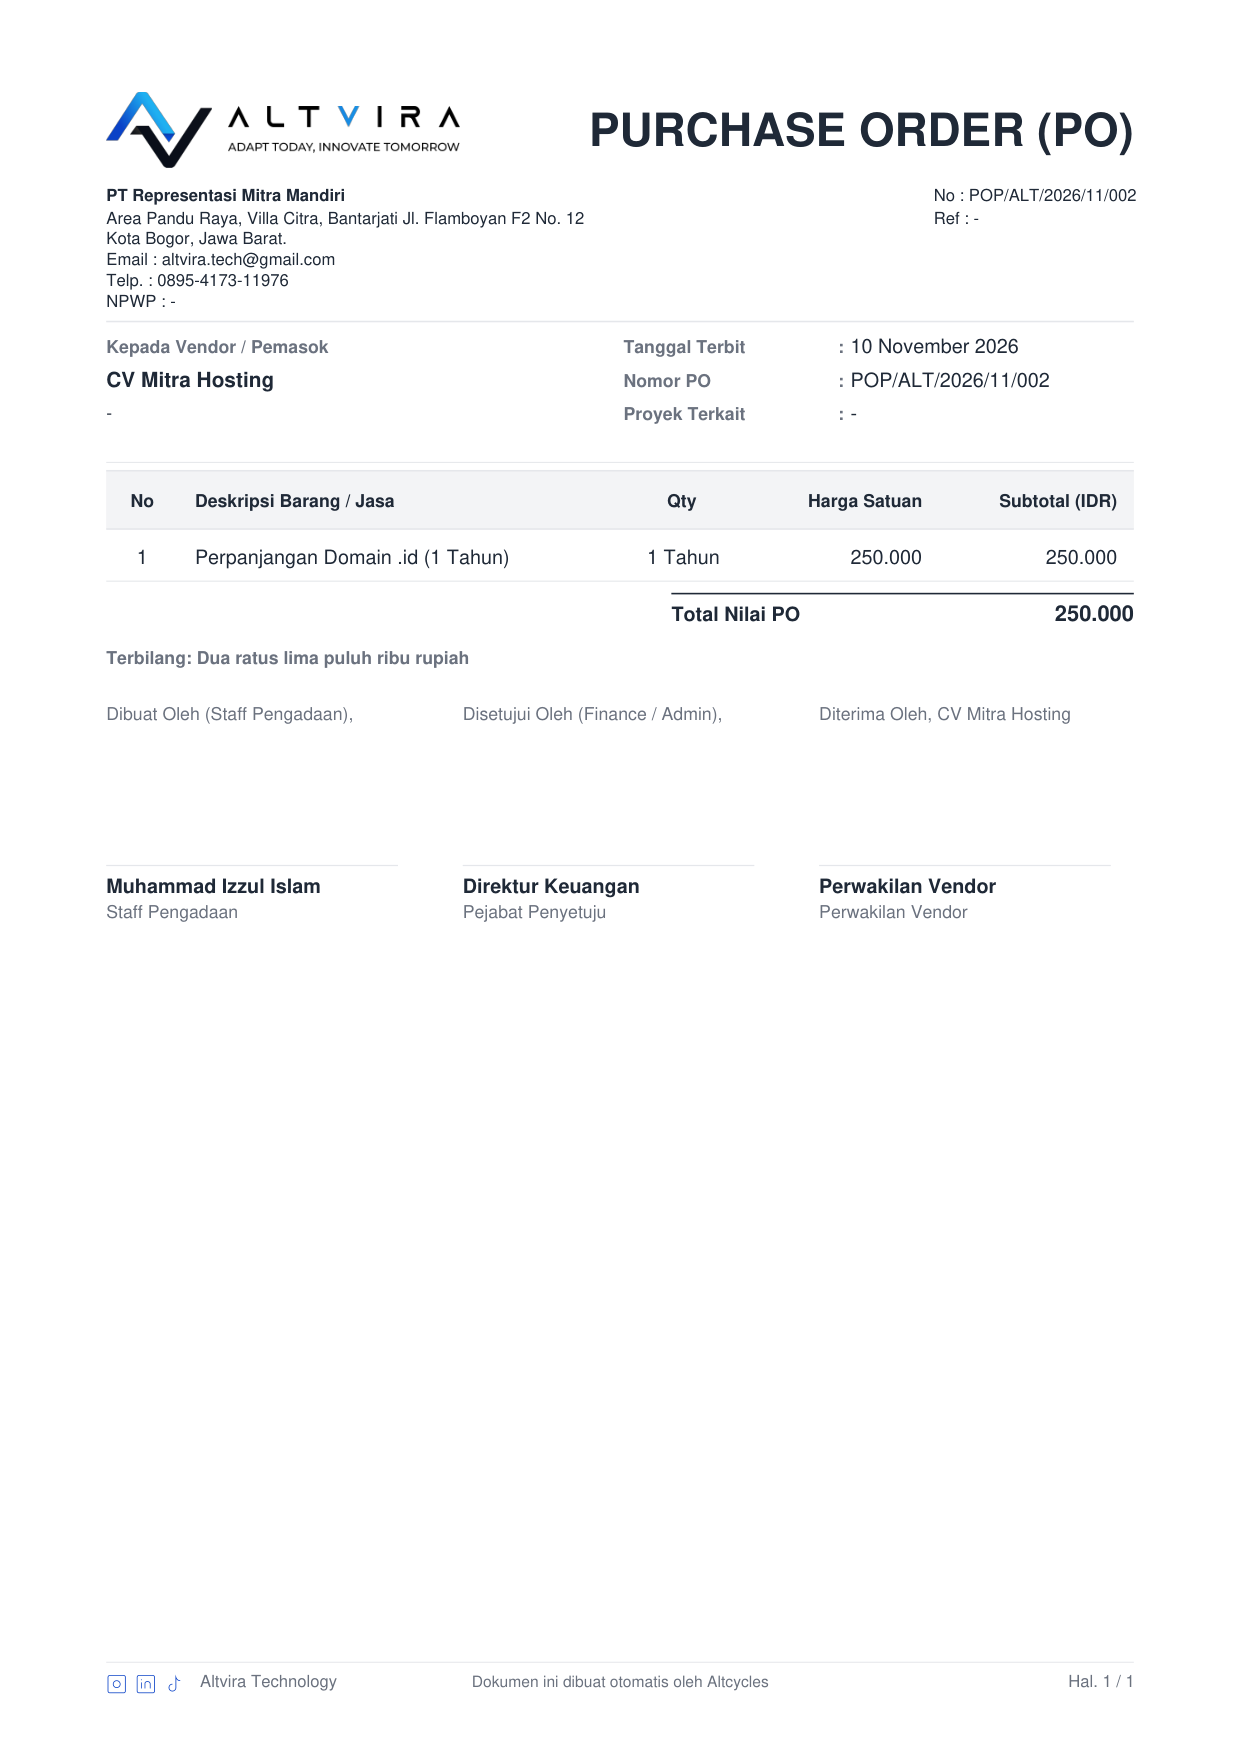 ALTVIRA
ADAPT TODAY, INNOVATE TOMORROW
PURCHASE ORDER (PO)
PT Representasi Mitra Mandiri
Area Pandu Raya, Villa Citra, Bantarjati Jl. Flamboyan F2 No. 12
Kota Bogor, Jawa Barat.
Email : altvira.tech@gmail.com
Telp. : 0895-4173-11976
NPWP : -
No : POP/ALT/2026/11/002
Ref : -
Kepada Vendor / Pemasok
CV Mitra Hosting
-
Tanggal Terbit : 10 November 2026
Nomor PO : POP/ALT/2026/11/002
Proyek Terkait : -
No Deskripsi Barang / Jasa Qty Harga Satuan Subtotal (IDR)
1 Perpanjangan Domain .id (1 Tahun) 1 Tahun 250.000 250.000
Total Nilai PO 250.000
Terbilang: Dua ratus lima puluh ribu rupiah
Dibuat Oleh (Staff Pengadaan), Disetujui Oleh (Finance / Admin), Diterima Oleh, CV Mitra Hosting
Muhammad Izzul Islam Direktur Keuangan Perwakilan Vendor
Staff Pengadaan Pejabat Penyetuju Perwakilan Vendor
Altvira Technology Dokumen ini dibuat otomatis oleh Altcycles Hal. 1 / 1